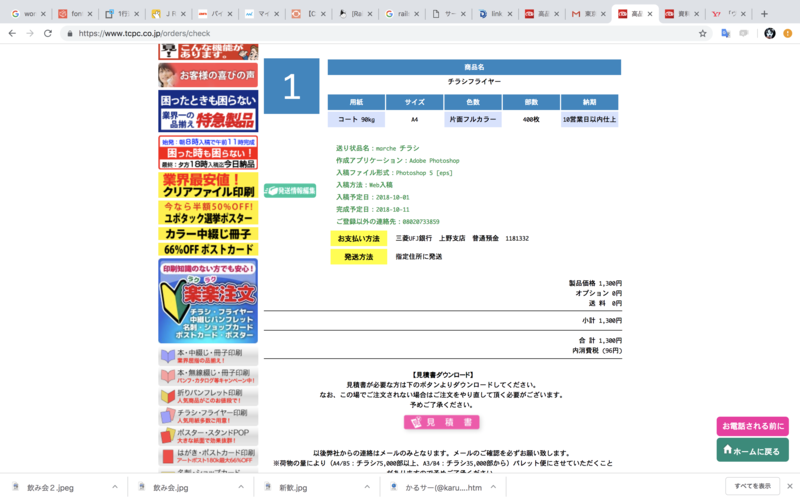 wor
fon
1行
J F
バイ
マイ
【C
[Ra
rails
サー
link
高品
東京
高品
資料
「ウ
https://www.tcpc.co.jp/orders/check
こんな機能が
あります。
お客様の喜びの声
困ったときも困らない
業界一の
品揃え
特急製品
始発：朝8時入稿で午前11時完成
困った時も困らない！
最終：夕方18時入稿迄今日納品
業界最安値！
クリアファイル印刷
今なら半額50%OFF!
ユポタック選挙ポスター
カラー中綴じ冊子
66%OFF ポストカード
印刷知識のない方でも安心！
ラク ラク
楽楽注文
チラシ・フライヤー
中綴じパンフレット
名刺・ショップカード
ポストカード・ポスター
本・中綴じ・冊子印刷
業界屈指の品揃え！
本・無線綴じ・冊子印刷
パンフ・カタログ等キャンペーン中！
折りパンフレット印刷
人気商品がこのお値段で！
チラシ・フライヤー印刷
人気用紙多数ご用意！
ポスター・スタンドPOP
大きな紙面で効果抜群！
はがき・ポストカード印刷
アートポスト180kg最大66%OFF
1
商品名
チラシフライヤー
用紙 サイズ 色数 部数 納期
コート 90kg A4 片面フルカラー 400枚 10営業日以内仕上
送り状品名：marche チラシ
作成アプリケーション：Adobe Photoshop
入稿ファイル形式：Photoshop 5 [eps]
発送情報編集
入稿方法：Web入稿
入稿予定日：2018-10-01
完成予定日：2018-10-11
ご登録以外の連絡先：08020733859
お支払い方法 三菱UFJ銀行 上野支店 普通預金 1181332
発送方法 指定住所に発送
製品価格 1,300円
オプション 0円
送 料 0円
小計 1,300円
合 計 1,300円
内消費税 (96円)
【見積書ダウンロード】
見積書が必要な方は下のボタンよりダウンロードしてください。
なお、この場でご注文されない場合はご注文をやり直して頂く必要がございます。
予めご了承ください。
見 積 書
以後弊社からの連絡はメールのみとなります。メールのご確認を必ずお願い致します。
※荷物の量により（A4/B5：チラシ75,000部以上、A3/B4：チラシ35,000部から）パレット便にさせていただくこと
お電話される前に
ホームに戻る
飲み会２.jpeg
飲み会.jpg
新歓.jpg
かるサー(@karu....htm
すべてを表示